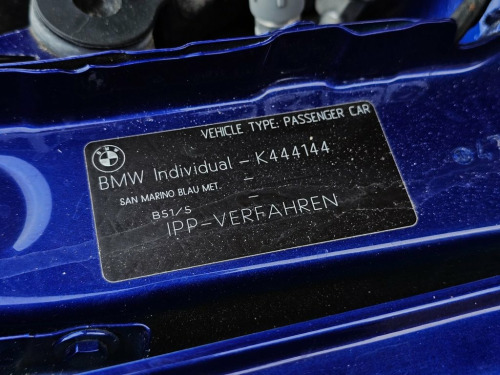 VEHICLE TYPE: PASSENGER CAR
BMW Individual - K444144
SAN MARINO BLAU MET. -
B51/5 -
IPP-VERFAHREN